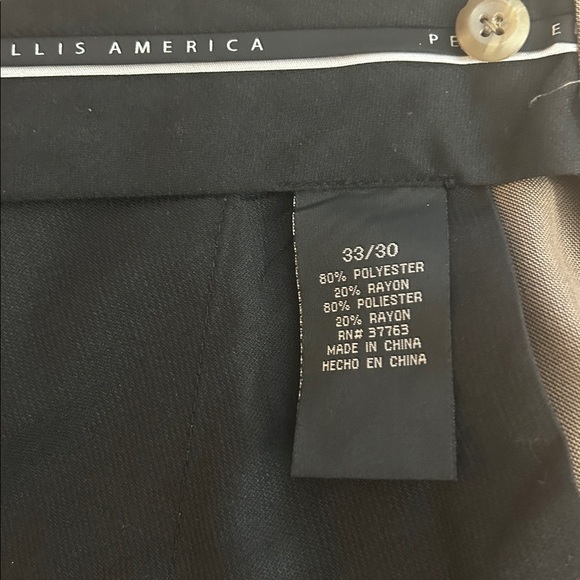 LLIS AMERICA PE E
33/30
80% POLYESTER
20% RAYON
80% POLIESTER
20% RAYON
RN# 37763
MADE IN CHINA
HECHO EN CHINA